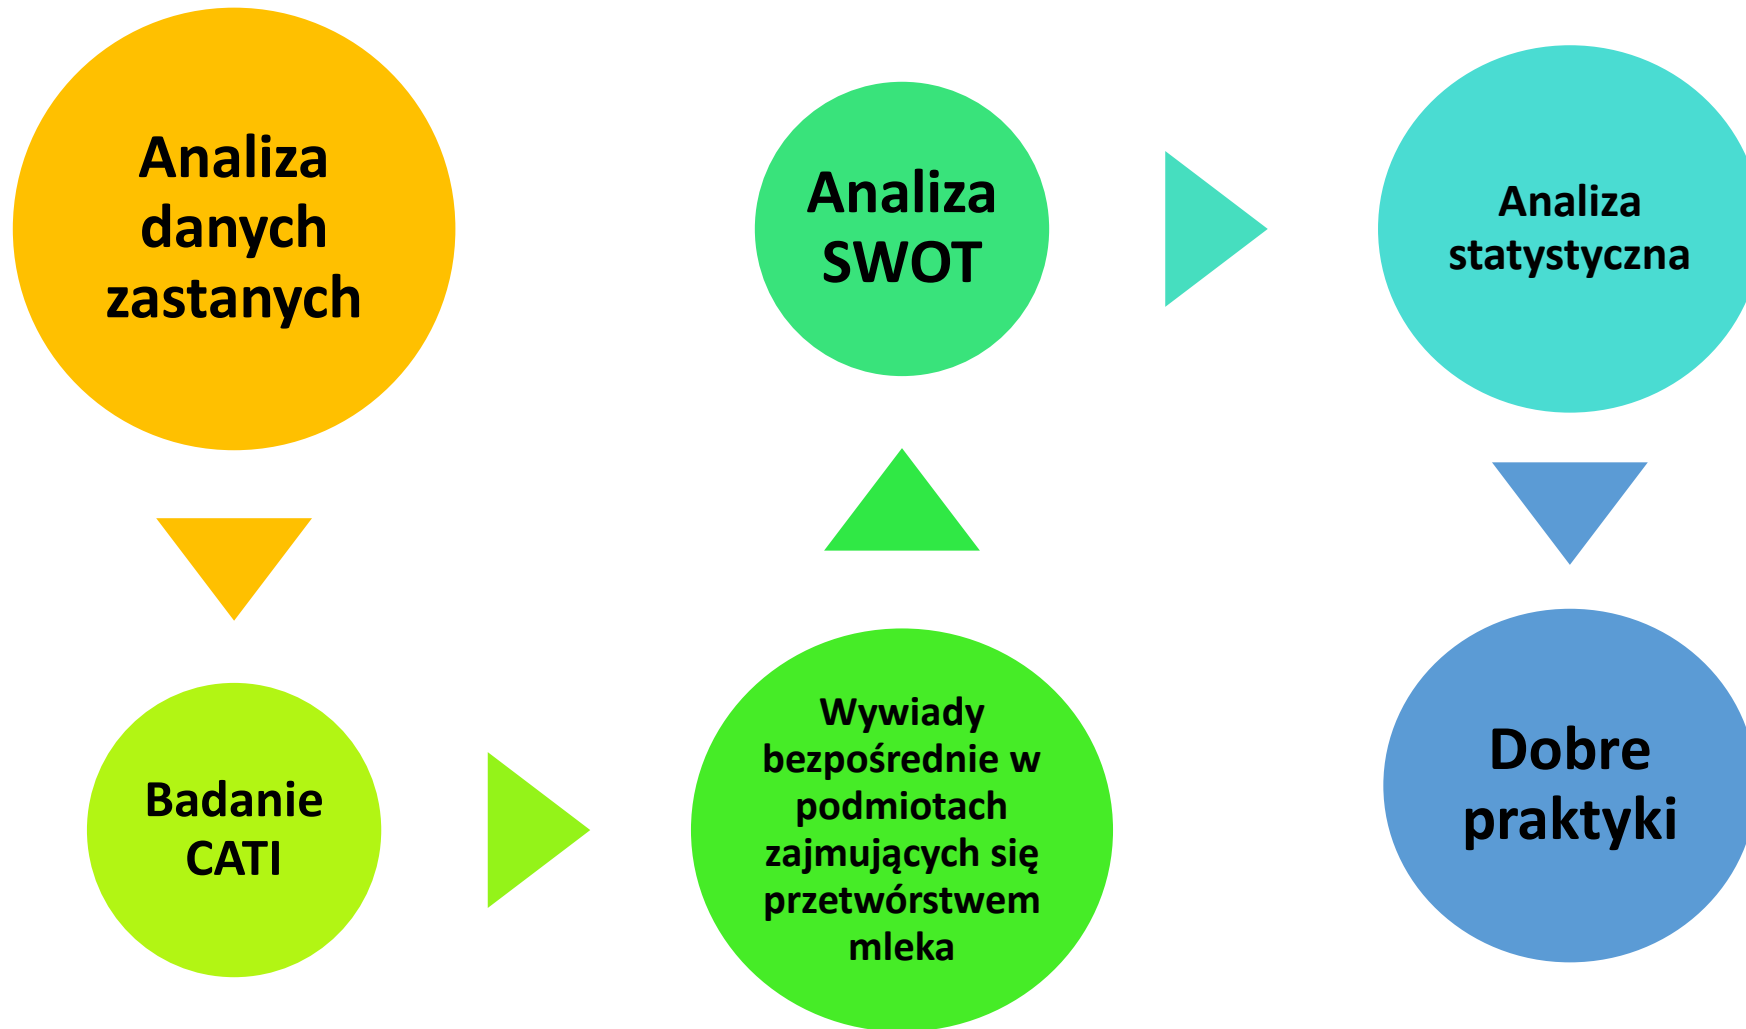 Analiza
danych
zastanych
Badanie
CATI
Wywiady
bezpośrednie w
podmiotach
zajmujących się
przetwórstwem
mleka
Analiza
SWOT
Analiza
statystyczna
Dobre
praktyki